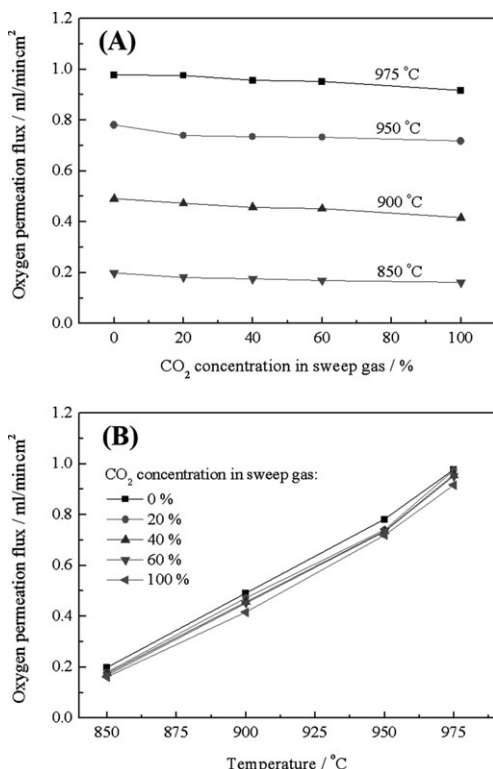 (A)
1.2
1.0
0.8
0.6
0.4
0.2
0.0
Oxygen permeation flux / ml/mincm²
975 °C
950 °C
900 °C
850 °C
0 20 40 60 80 100
CO₂ concentration in sweep gas / %
(B)
1.2
1.0
0.8
0.6
0.4
0.2
0.0
Oxygen permeation flux / ml/mincm²
CO₂ concentration in sweep gas:
0 %
20 %
40 %
60 %
100 %
850 875 900 925 950 975
Temperature / °C